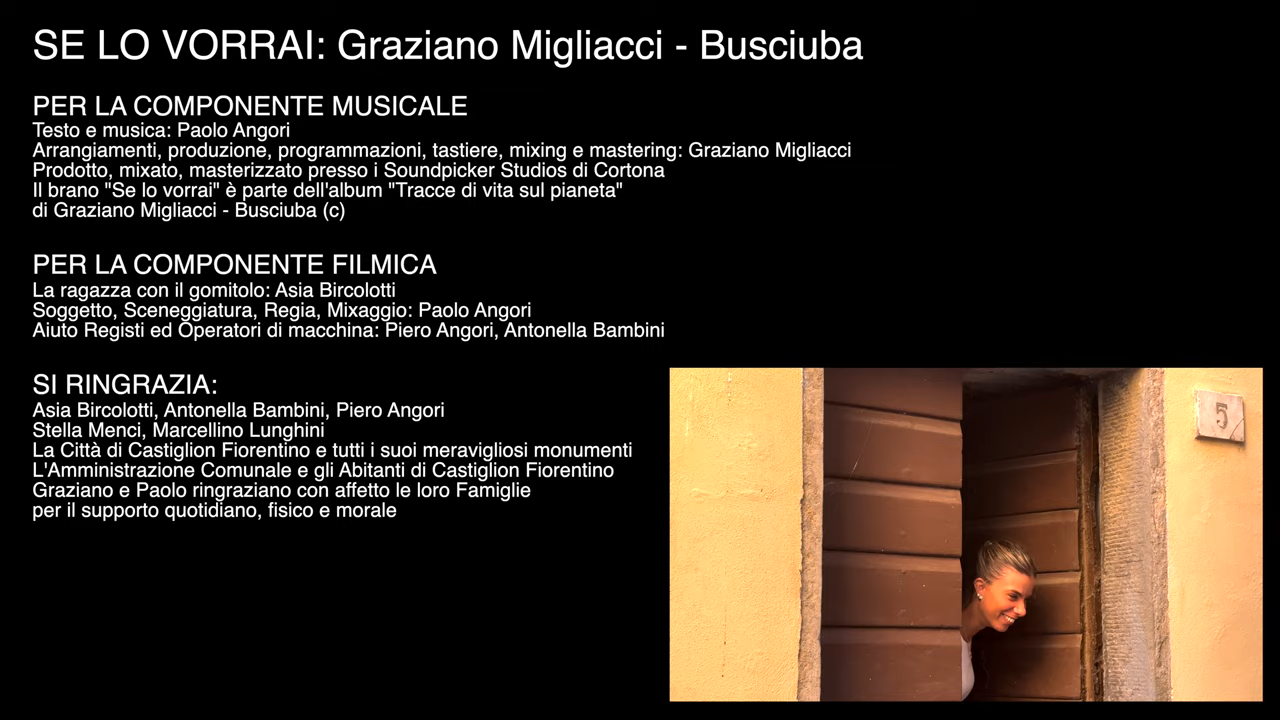 SE LO VORRAI: Graziano Migliacci - Busciuba
PER LA COMPONENTE MUSICALE
Testo e musica: Paolo Angori
Arrangiamenti, produzione, programmazioni, tastiere, mixing e mastering: Graziano Migliacci
Prodotto, mixato, masterizzato presso i Soundpicker Studios di Cortona
Il brano "Se lo vorrai" è parte dell'album "Tracce di vita sul pianeta"
di Graziano Migliacci - Busciuba (c)
PER LA COMPONENTE FILMICA
La ragazza con il gomitolo: Asia Bircolotti
Soggetto, Sceneggiatura, Regia, Mixaggio: Paolo Angori
Aiuto Registi ed Operatori di macchina: Piero Angori, Antonella Bambini
SI RINGRAZIA:
Asia Bircolotti, Antonella Bambini, Piero Angori
Stella Menci, Marcellino Lunghini
La Città di Castiglion Fiorentino e tutti i suoi meravigliosi monumenti
L'Amministrazione Comunale e gli Abitanti di Castiglion Fiorentino
Graziano e Paolo ringraziano con affetto le loro Famiglie
per il supporto quotidiano, fisico e morale
5